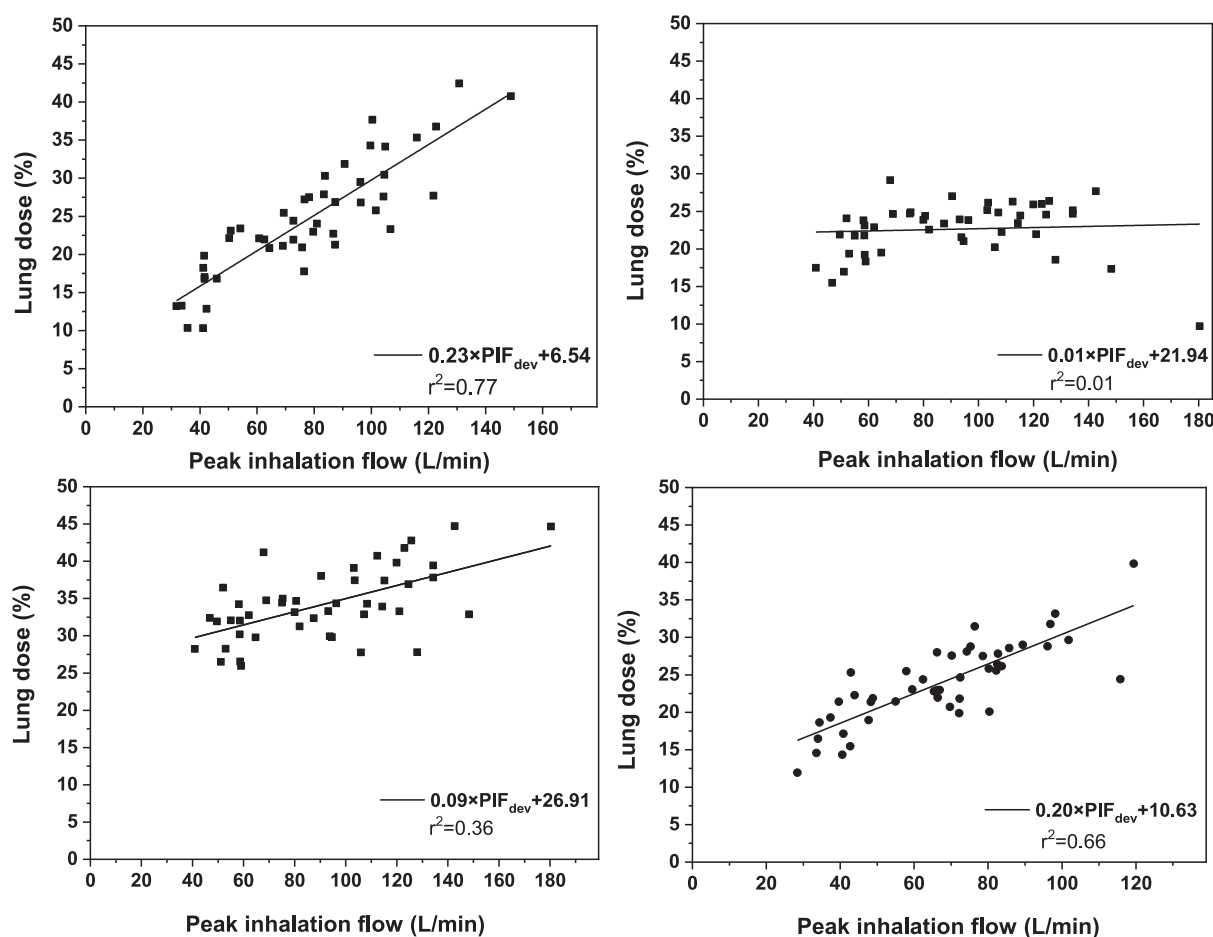 50
45
40
35
30
25
20
15
10
5
0
Lung dose (%)
0 20 40 60 80 100 120 140 160
Peak inhalation flow (L/min)
0.23×PIFdev+6.54
r²=0.77
50
45
40
35
30
25
20
15
10
5
0
Lung dose (%)
0 20 40 60 80 100 120 140 160 180
Peak inhalation flow (L/min)
0.01×PIFdev+21.94
r²=0.01
50
45
40
35
30
25
20
15
10
5
0
Lung dose (%)
0 20 40 60 80 100 120 140 160 180
Peak inhalation flow (L/min)
0.09×PIFdev+26.91
r²=0.36
50
45
40
35
30
25
20
15
10
5
0
Lung dose (%)
0 20 40 60 80 100 120
Peak inhalation flow (L/min)
0.20×PIFdev+10.63
r²=0.66